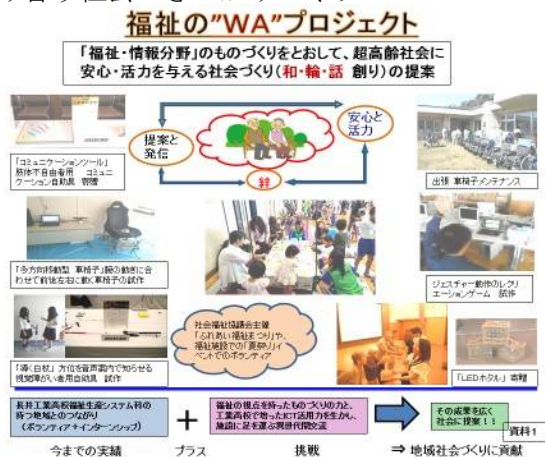 福祉の"WA"プロジェクト
「福祉・情報分野」のものづくりをとおして、超高齢社会に
安心・活力を与える社会づくり(和・輪・話 創り)の提案
提案と
発信
安心と
活力
絆
「コミュニケーションツール」
肢体不自由者用 コミュニ
ケーション自助具 寄贈
出張 車椅子メンテナンス
「多方向移動型 車椅子」腕の動きに合
わせて前後左右に動く車椅子の試作
ジェスチャー動作のレクリ
エーションゲーム 試作
「導く白杖」 方位を音声案内で知らせる
視覚障がい者用自助具 試作
社会福祉協議会主催
「ふれあい福祉まつり」や、
福祉施設での「夏祭り」イ
ベントでのボランティア
「LEDホタル」 寄贈
長井工業高校福祉生産システム科の
持つ地域とのつながり
(ボランティア+インターンシップ)
+
福祉の視点を持ったものづくりの力と、
工業高校で培ったICT活用力を生かし、
施設に足を運ぶ異世代間交流
その成果を広く
社会に提案!!
資料1
今までの実績 プラス 挑戦 ⇒ 地域社会づくりに貢献